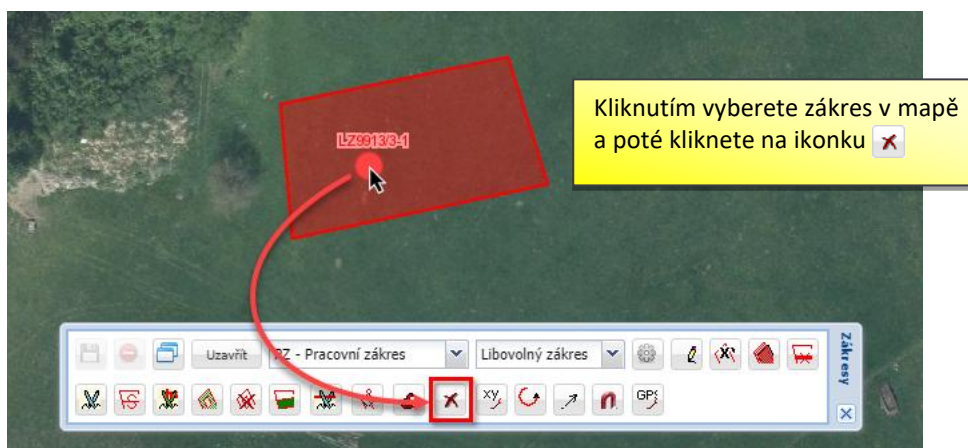 Kliknutím vyberete zákres v mapě
a poté kliknete na ikonku
LZ9913/3-1
Uzavřít
PZ - Pracovní zákres
Libovolný zákres
Zákresy
xy
GPS